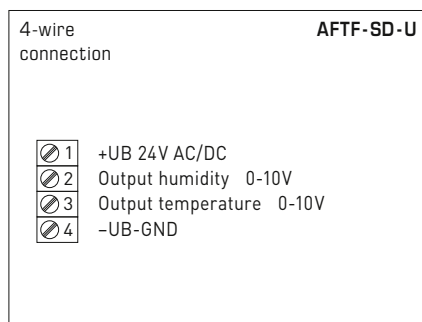 4-wire AFTF-SD-U
connection
1 +UB 24V AC/DC
2 Output humidity 0-10V
3 Output temperature 0-10V
4 –UB-GND